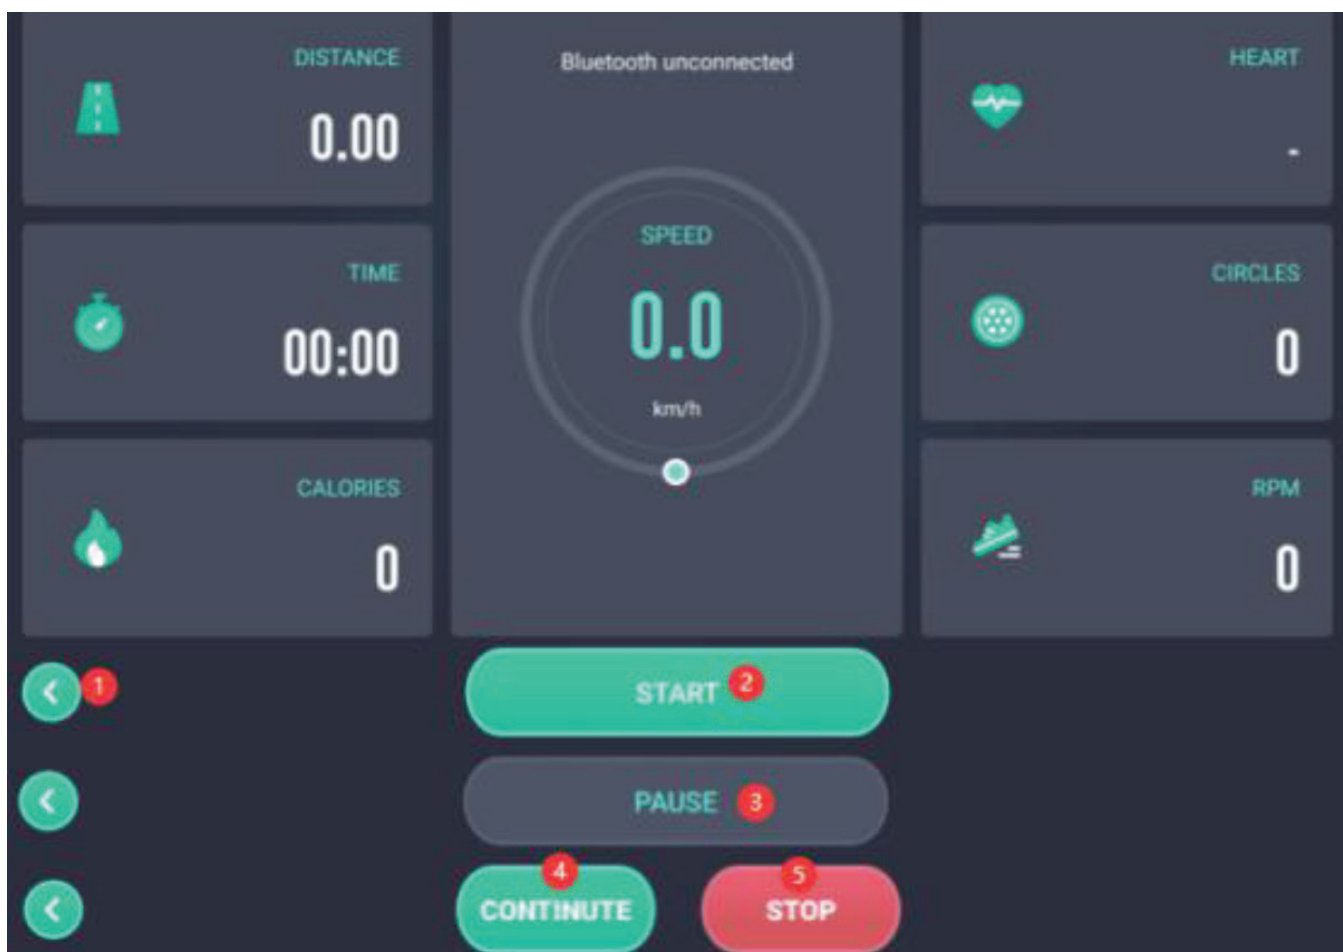 DISTANCE
0.00
Bluetooth unconnected
HEART
-
SPEED
0.0
km/h
TIME
00:00
CIRCLES
0
CALORIES
0
RPM
0
1
START 2
PAUSE 3
4
CONTINUTE
5
STOP